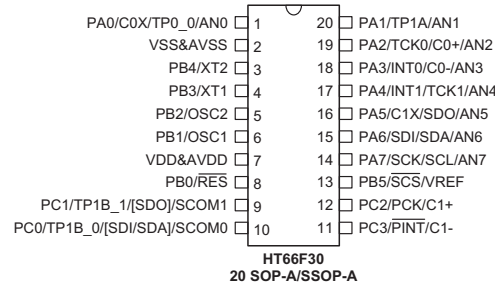 PA0/C0X/TP0_0/AN0 1 20 PA1/TP1A/AN1
VSS&AVSS 2 19 PA2/TCK0/C0+/AN2
PB4/XT2 3 18 PA3/INT0/C0-/AN3
PB3/XT1 4 17 PA4/INT1/TCK1/AN4
PB2/OSC2 5 16 PA5/C1X/SDO/AN5
PB1/OSC1 6 15 PA6/SDI/SDA/AN6
VDD&AVDD 7 14 PA7/SCK/SCL/AN7
PB0/RES 8 13 PB5/SCS/VREF
PC1/TP1B_1/[SDO]/SCOM1 9 12 PC2/PCK/C1+
PC0/TP1B_0/[SDI/SDA]/SCOM0 10 11 PC3/PINT/C1-
HT66F30
20 SOP-A/SSOP-A